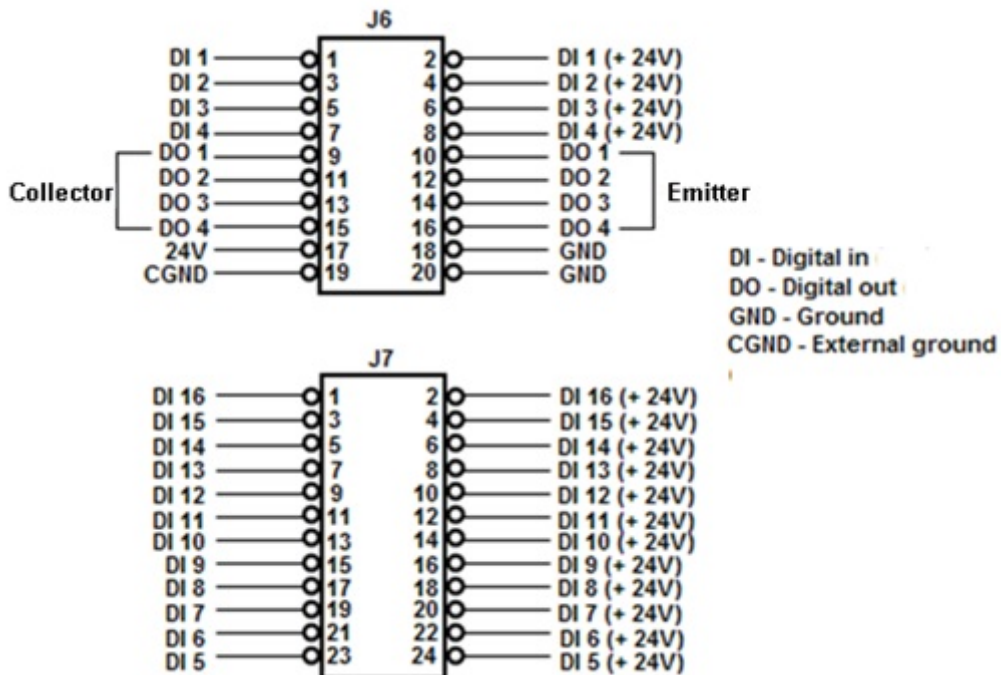 J6
DI 1 1 2 DI 1 (+ 24V)
DI 2 3 4 DI 2 (+ 24V)
DI 3 5 6 DI 3 (+ 24V)
DI 4 7 8 DI 4 (+ 24V)
DO 1 9 10 DO 1
DO 2 11 12 DO 2
Collector Emitter
DO 3 13 14 DO 3
DO 4 15 16 DO 4
24V 17 18 GND
CGND 19 20 GND
DI - Digital in
DO - Digital out
GND - Ground
CGND - External ground
J7
DI 16 1 2 DI 16 (+ 24V)
DI 15 3 4 DI 15 (+ 24V)
DI 14 5 6 DI 14 (+ 24V)
DI 13 7 8 DI 13 (+ 24V)
DI 12 9 10 DI 12 (+ 24V)
DI 11 11 12 DI 11 (+ 24V)
DI 10 13 14 DI 10 (+ 24V)
DI 9 15 16 DI 9 (+ 24V)
DI 8 17 18 DI 8 (+ 24V)
DI 7 19 20 DI 7 (+ 24V)
DI 6 21 22 DI 6 (+ 24V)
DI 5 23 24 DI 5 (+ 24V)